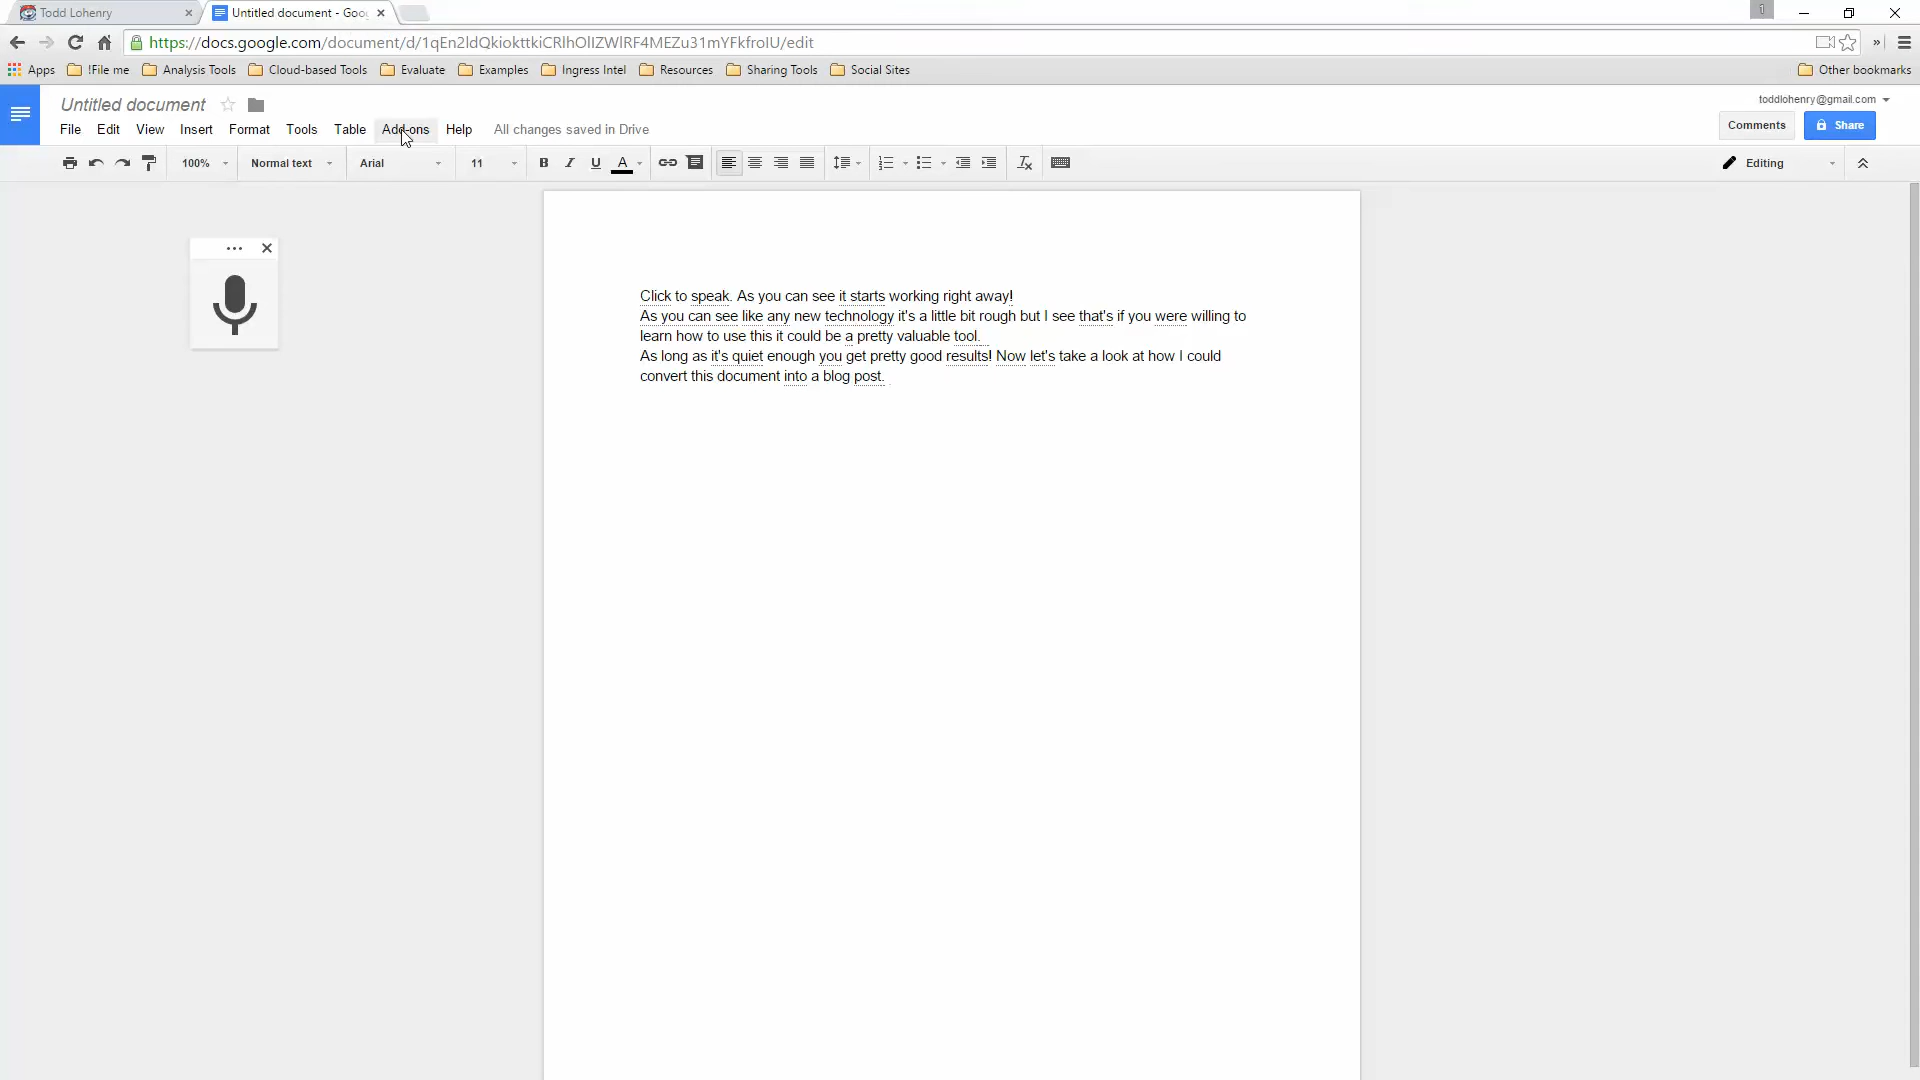 Todd Lohenry
Untitled document - Goo
1
https://docs.google.com/document/d/1qEn2ldQkiokttkiCRlhOlIZWlRF4MEZu31mYFkfroIU/edit
»
Apps !File me Analysis Tools Cloud-based Tools Evaluate Examples Ingress Intel Resources Sharing Tools Social Sites Other bookmarks
Untitled document
toddlohenry@gmail.com
File Edit View Insert Format Tools Table Add-ons Help All changes saved in Drive
Comments Share
100% Normal text Arial 11 B I U A Editing
Click to speak. As you can see it starts working right away!
As you can see like any new technology it's a little bit rough but I see that's if you were willing to
learn how to use this it could be a pretty valuable tool.
As long as it's quiet enough you get pretty good results! Now let's take a look at how I could
convert this document into a blog post.